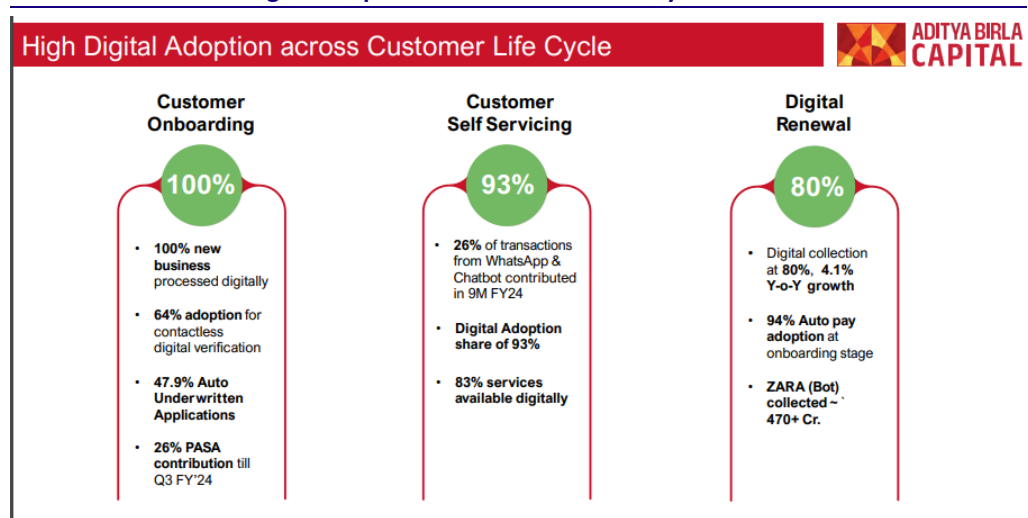 High Digital Adoption across Customer Life Cycle
ADITYA BIRLA
CAPITAL
Customer
Onboarding
100%
• 100% new
business
processed digitally
• 64% adoption for
contactless
digital verification
• 47.9% Auto
Underwritten
Applications
• 26% PASA
contribution till
Q3 FY'24
Customer
Self Servicing
93%
• 26% of transactions
from WhatsApp &
Chatbot contributed
in 9M FY24
• Digital Adoption
share of 93%
• 83% services
available digitally
Digital
Renewal
80%
• Digital collection
at 80%, 4.1%
Y-o-Y growth
• 94% Auto pay
adoption at
onboarding stage
• ZARA (Bot)
collected ~ `
470+ Cr.